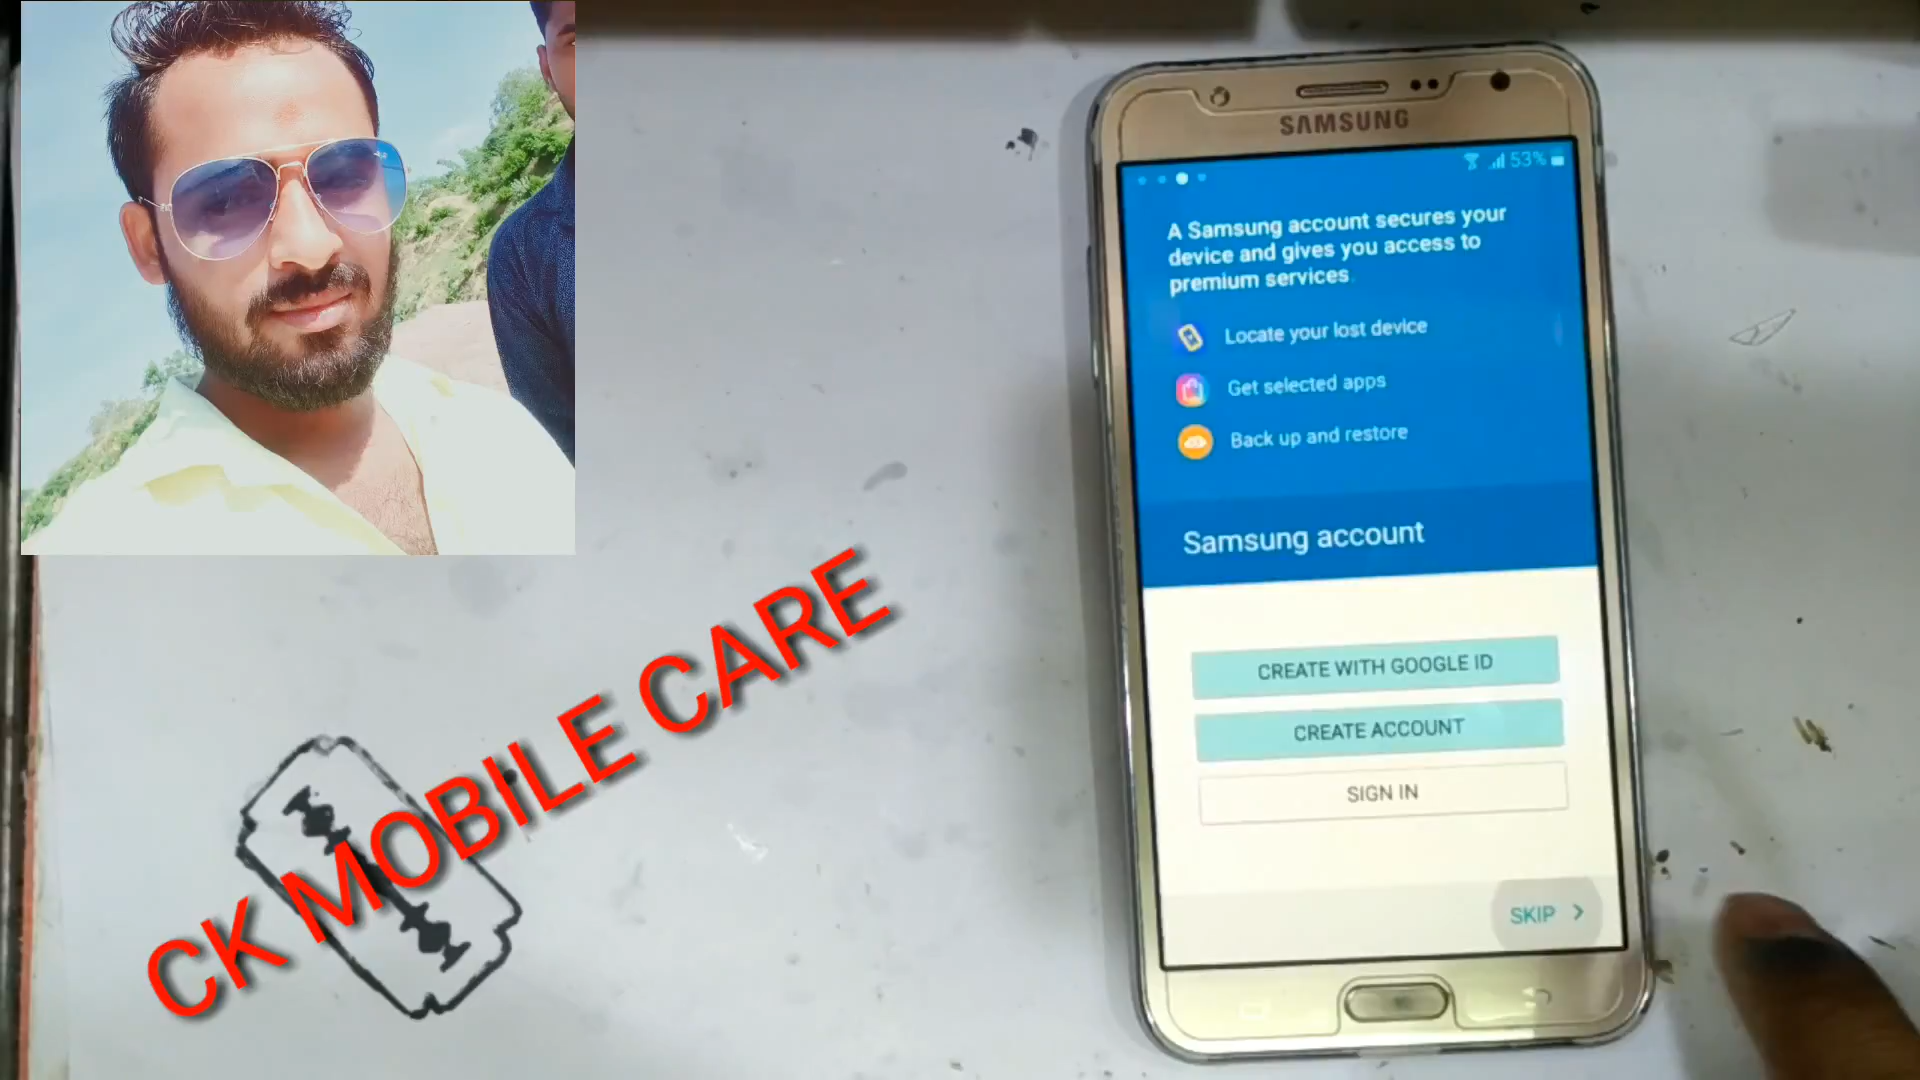 SAMSUNG
53%
A Samsung account secures your
device and gives you access to
premium services
Locate your lost device
Get selected apps
Back up and restore
Samsung account
CREATE WITH GOOGLE ID
CREATE ACCOUNT
SIGN IN
SKIP >
CK MOBILE CARE